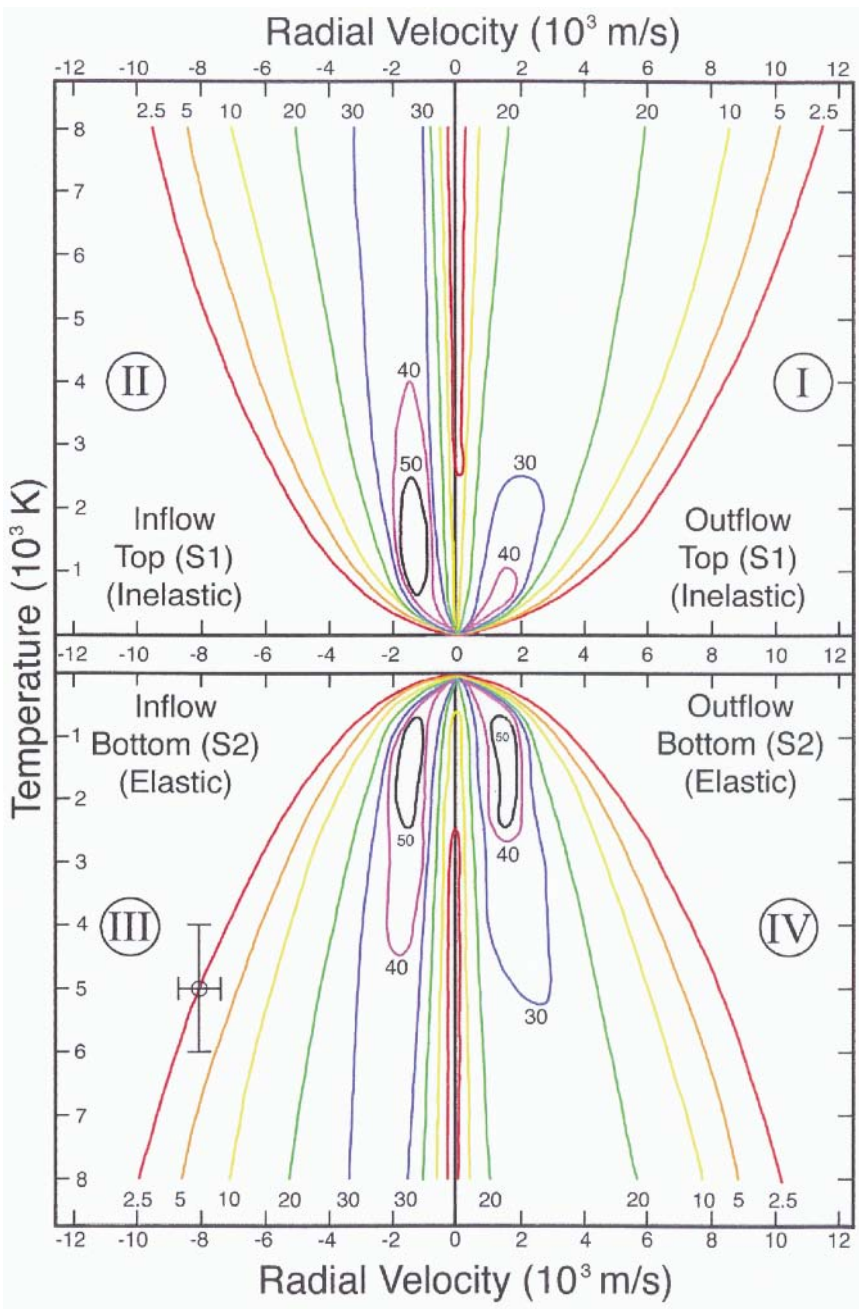 Radial Velocity (10³ m/s)
-12 -10 -8 -6 -4 -2 0 2 4 6 8 10 12
2.5 5 10 20 30 30 20 20 10 5 2.5
8
7
6
5
4
3
2
1
II
I
40
50
30
40
Inflow
Top (S1)
(Inelastic)
Outflow
Top (S1)
(Inelastic)
Temperature (10³ K)
-12 -10 -8 -6 -4 -2 0 2 4 6 8 10 12
Inflow
Bottom (S2)
(Elastic)
Outflow
Bottom (S2)
(Elastic)
1
2
3
4
5
6
7
8
50
50
40
40
30
III
IV
2.5 5 10 20 30 30 20 20 10 5 2.5
-12 -10 -8 -6 -4 -2 0 2 4 6 8 10 12
Radial Velocity (10³ m/s)